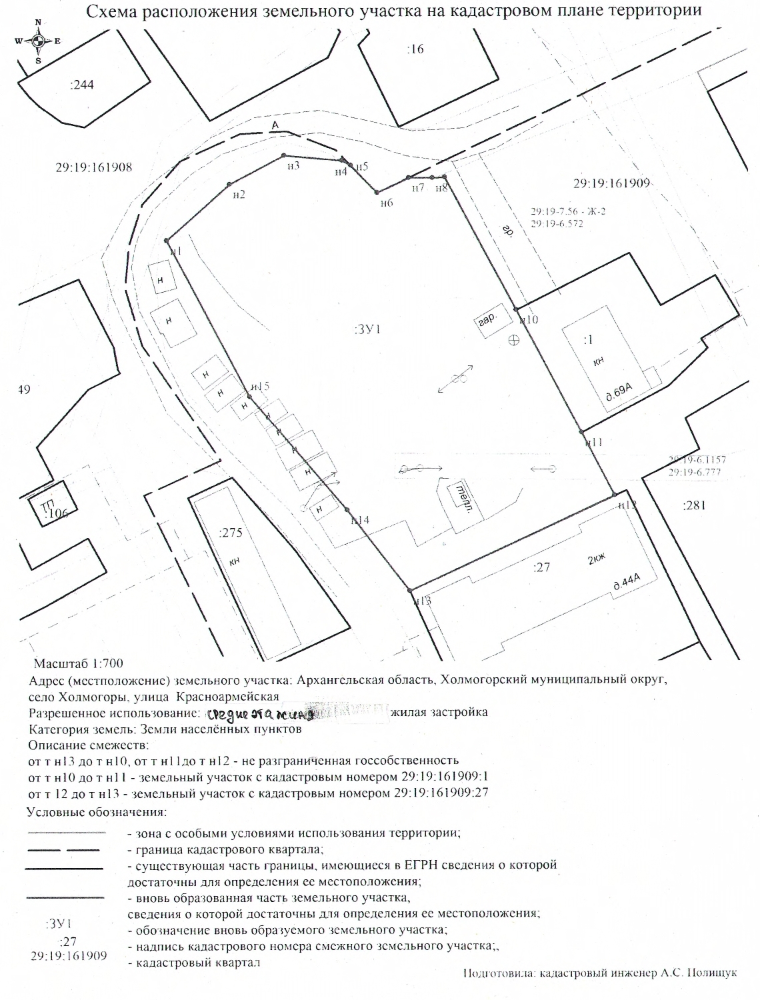 Схема расположения земельного участка на кадастровом плане территории
N
W E
S
:244
:16
А
29:19:161908
н3
н4
н5
н2
н6
н7
н8
29:19:161909
29:19-7.56 - Ж-2
29:19-6.572
гр.
н1
н
н
:ЗУ1
гар.
н10
:1
кн
д.69А
49
н
н
н
н15
н
н
н
н
н
н11
29:19-6.1157
29:19-6.777
тепл.
н12
:281
ТП
:106
н14
:275
кн
:27
2кж
д.44А
н13
Масштаб 1:700
Адрес (местположение) земельного участка: Архангельская область, Холмогорский муниципальный округ,
село Холмогоры, улица Красноармейская
Разрешенное использование: среднеэтажная жилая застройка
Категория земель: Земли населённых пунктов
Описание смежеств:
от т н13 до т н10, от т н11до т н12 - не разграниченная госсобственность
от т н10 до т н11 - земельный участок с кадастровым номером 29:19:161909:1
от т 12 до т н13 - земельный участок с кадастровым номером 29:19:161909:27
Условные обозначения:
- зона с особыми условиями использования территории;
- граница кадастрового квартала;
- существующая часть границы, имеющиеся в ЕГРН сведения о которой
достаточны для определения ее местоположения;
- вновь образованная часть земельного участка,
сведения о которой достаточны для определения ее местоположения;
:ЗУ1 - обозначение вновь образуемого земельного участка;
:27 - надпись кадастрового номера смежного земельного участка;,
29:19:161909 - кадастровый квартал
Подготовила: кадастровый инженер А.С. Полищук